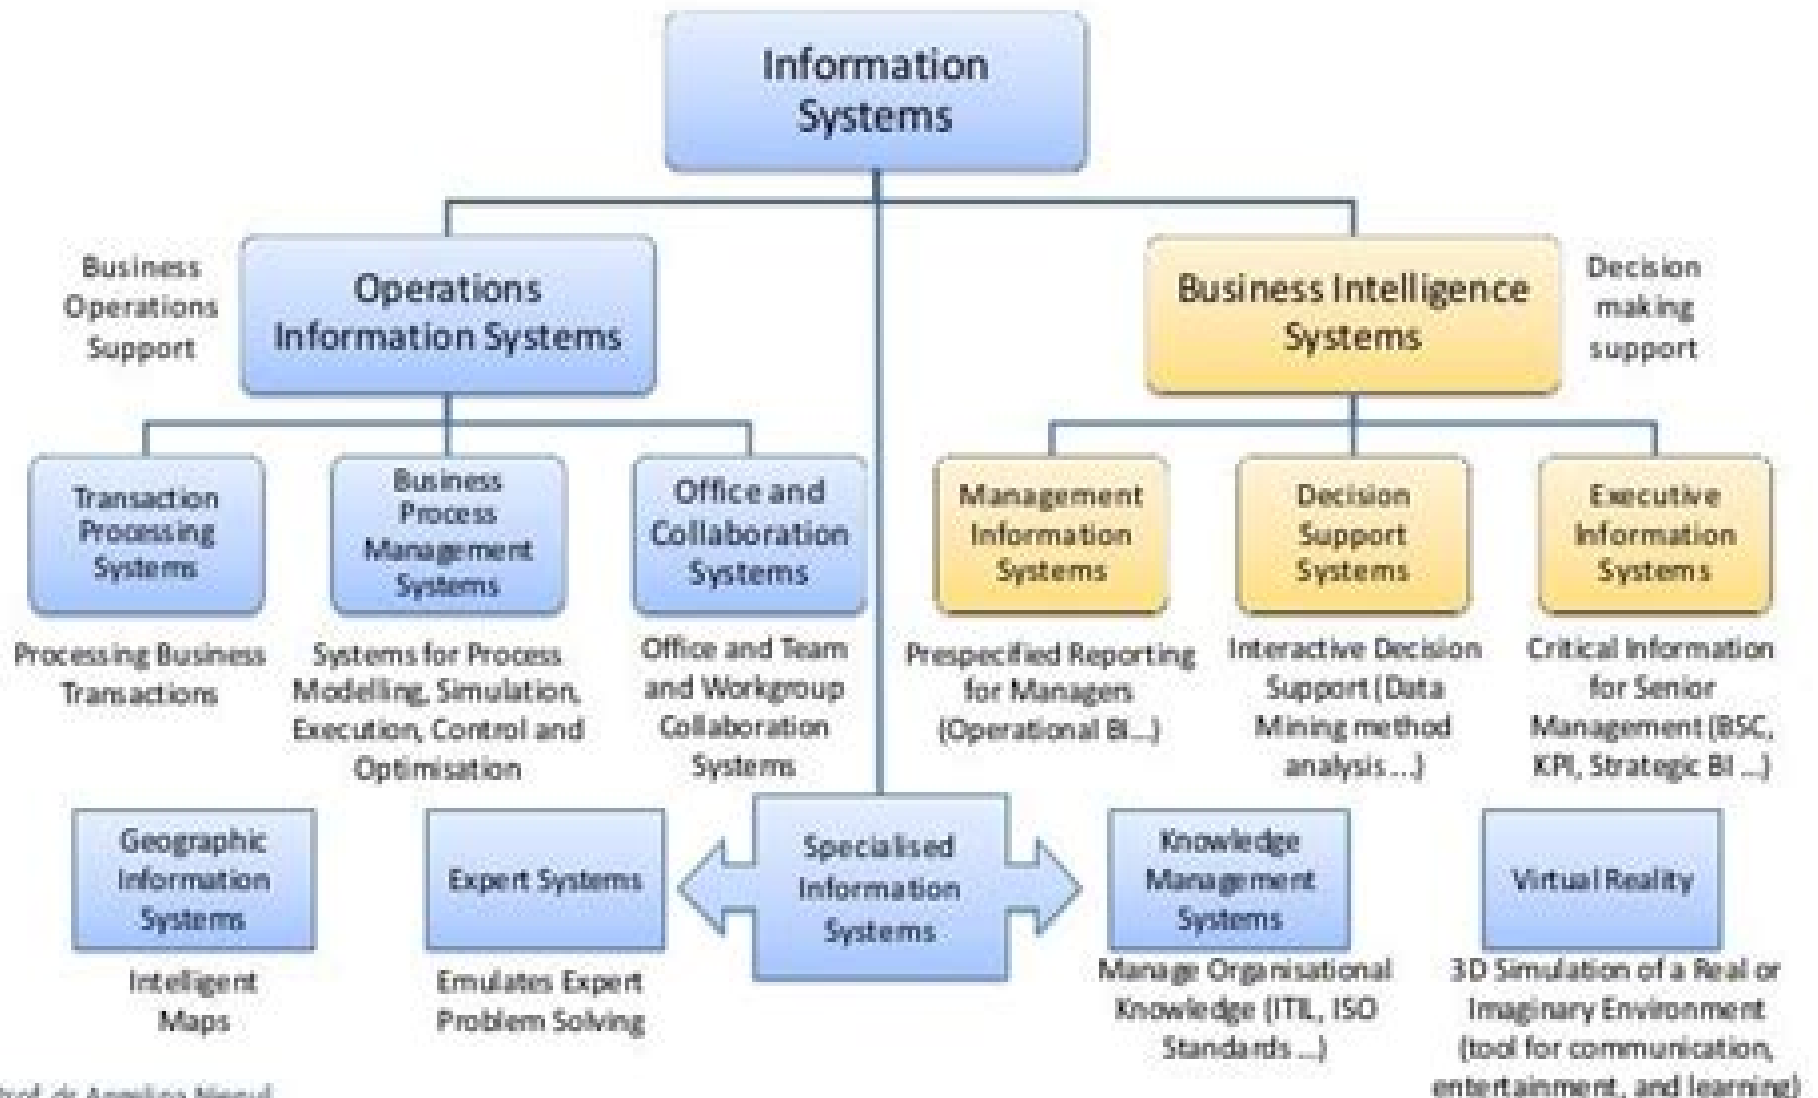 Information
Systems
Business
Operations
Support
Operations
Information Systems
Business Intelligence
Systems
Decision
making
support
Transaction
Processing
Systems
Business
Process
Management
Systems
Office and
Collaboration
Systems
Management
Information
Systems
Decision
Support
Systems
Executive
Information
Systems
Processing Business
Transactions
Systems for Process
Modelling, Simulation,
Execution, Control and
Optimisation
Office and Team
and Workgroup
Collaboration
Systems
Prespecified Reporting
for Managers
(Operational BI...)
Interactive Decision
Support (Data
Mining method
analysis ...)
Critical Information
for Senior
Management (BSC,
KPI, Strategic BI ...)
Geographic
Information
Systems
Expert Systems
Specialised
Information
Systems
Knowledge
Management
Systems
Virtual Reality
Intelligent
Maps
Emulates Expert
Problem Solving
Manage Organisational
Knowledge (ITIL, ISO
Standards ...)
3D Simulation of a Real or
Imaginary Environment
(tool for communication,
entertainment, and learning)
dr Angelina